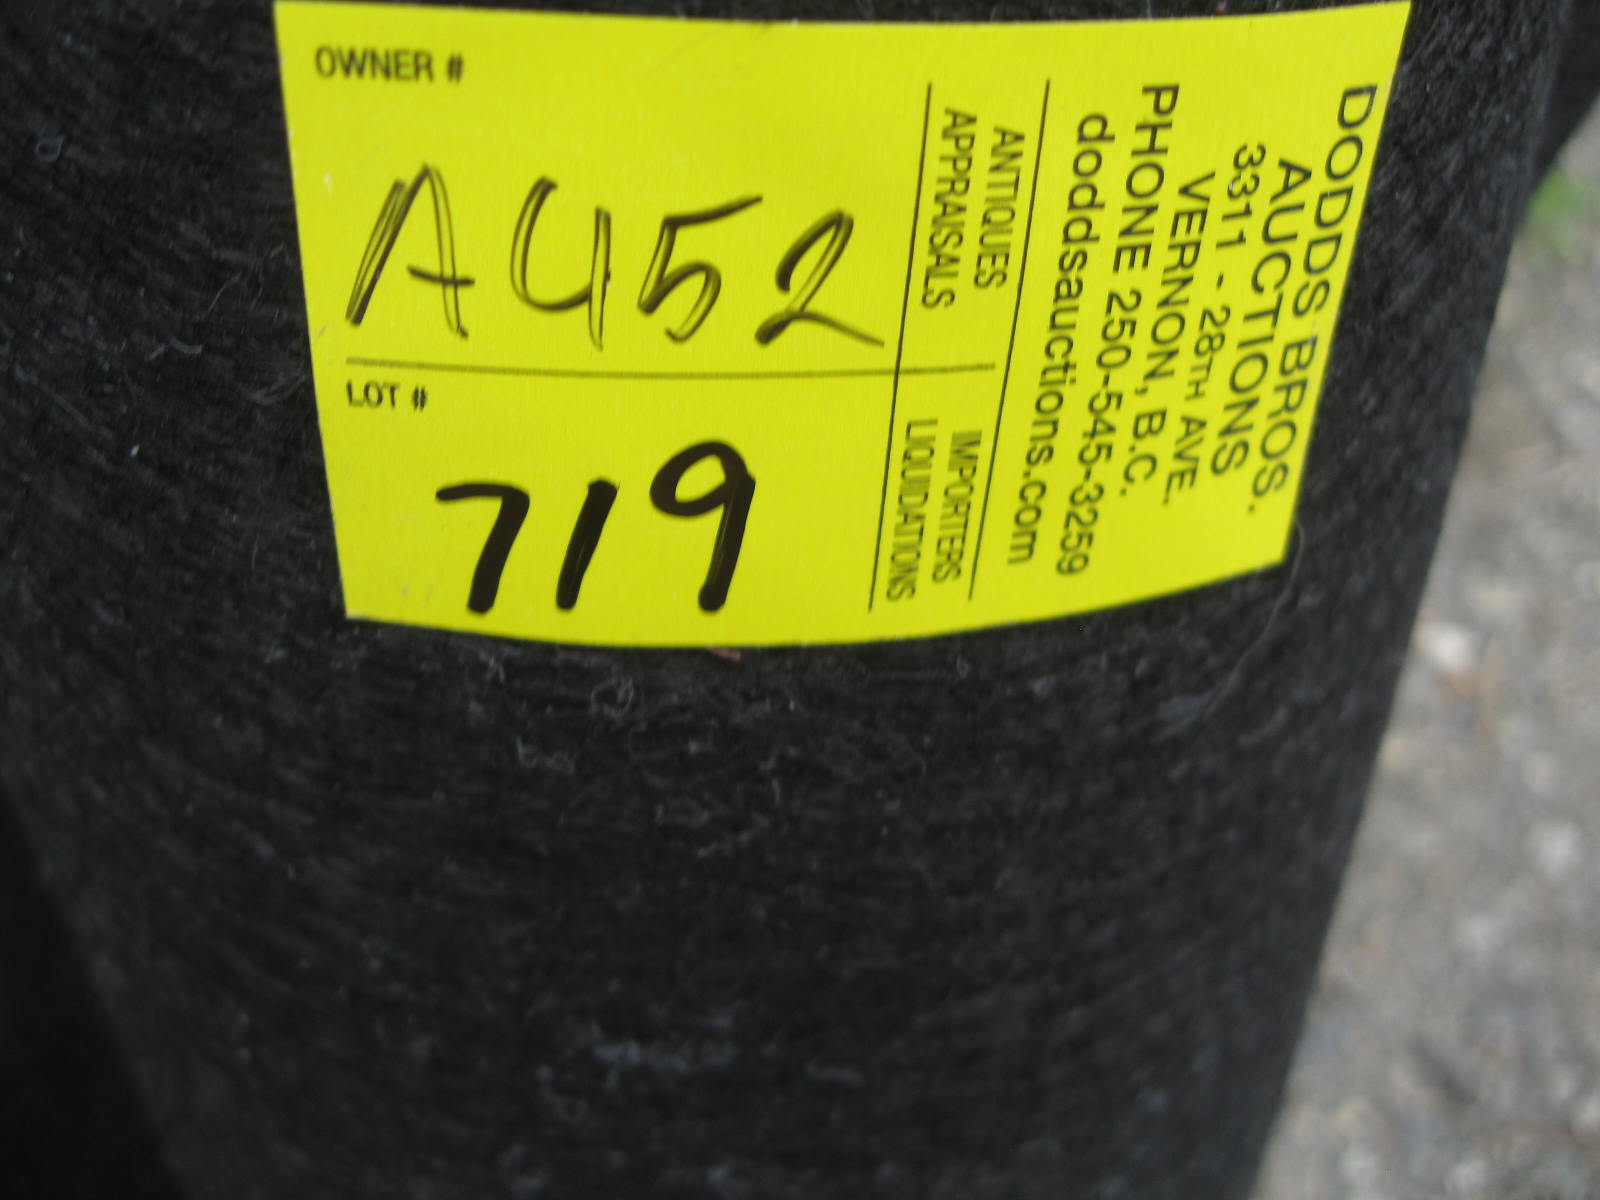 OWNER #
A452
LOT #
719
ANTIQUES
APPRAISALS
IMPORTERS
LIQUIDATIONS
DODDS BROS.
AUCTIONS
3311 - 28TH AVE.
VERNON, B.C.
PHONE 250-545-3259
doddsauctions.com